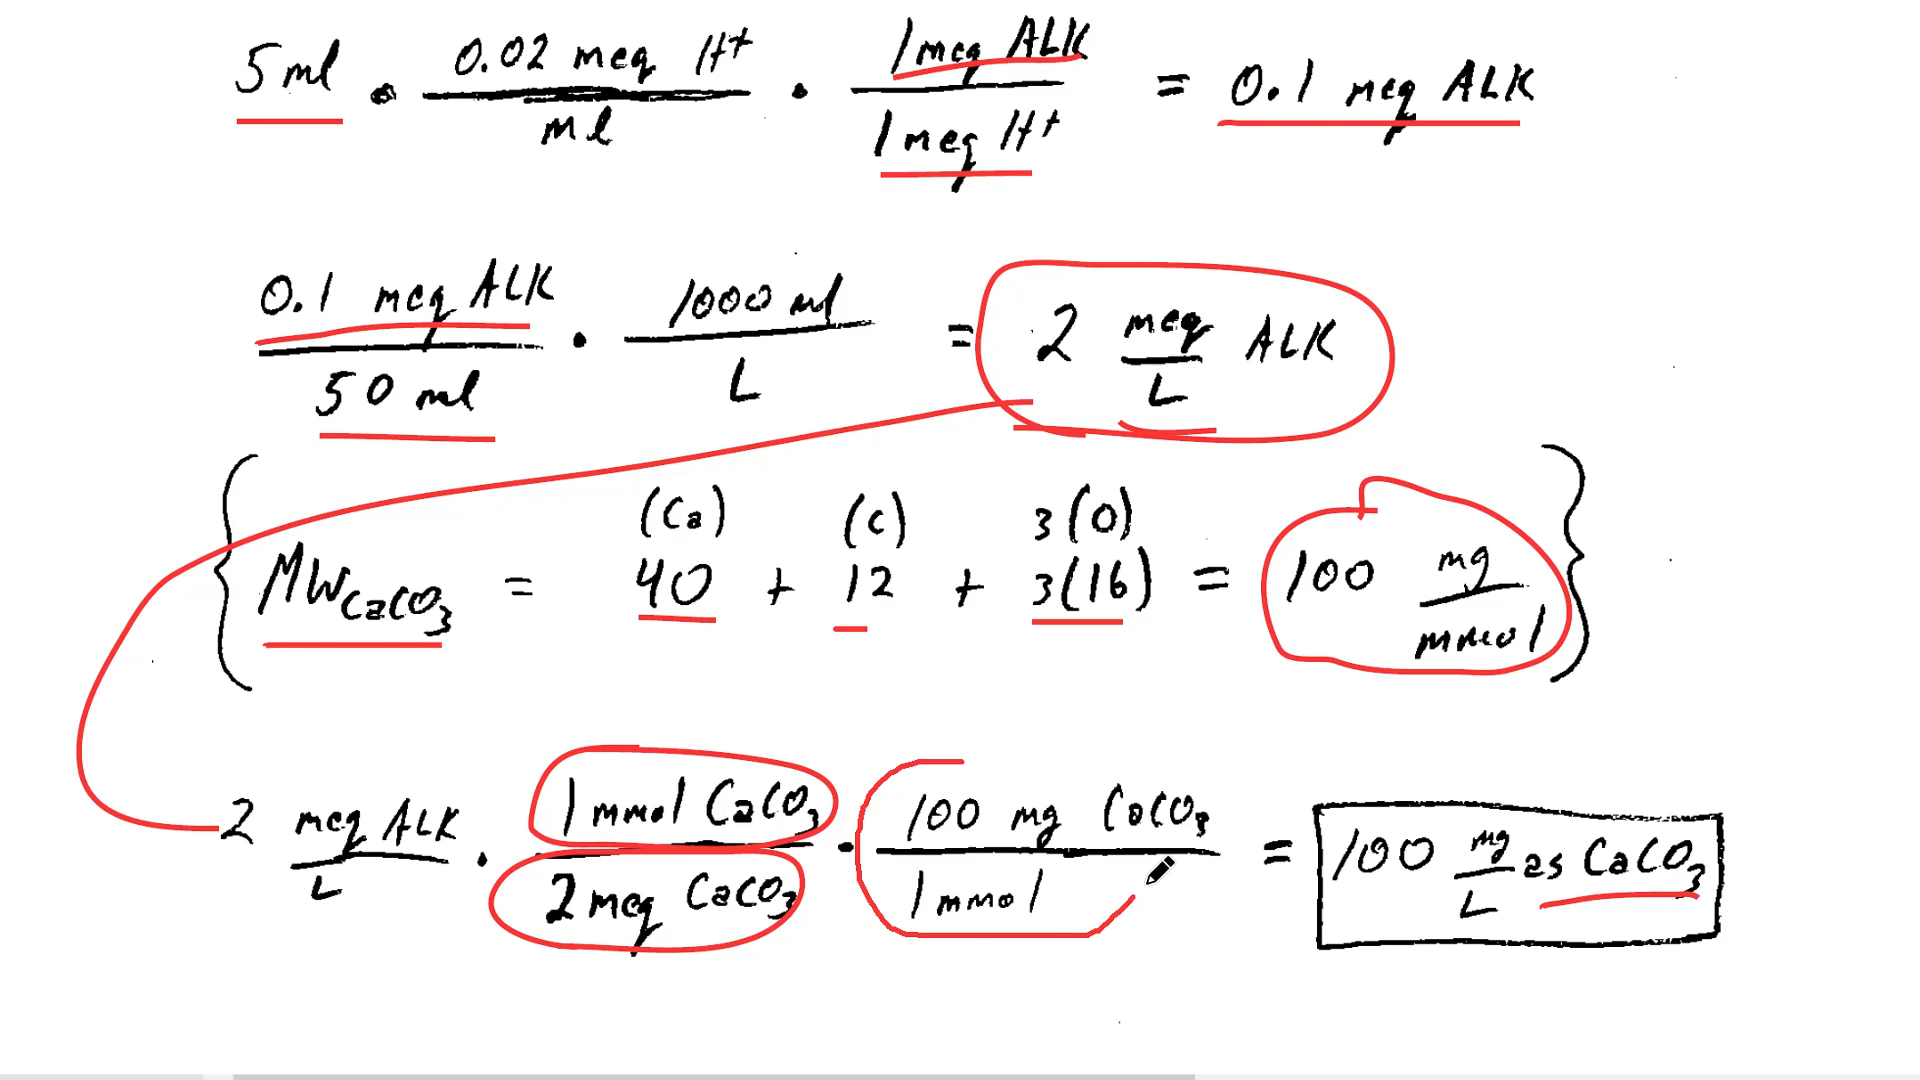 5 ml • 0.02 meq H+ / ml • 1 meq ALK / 1 meq H+ = 0.1 meq ALK
0.1 meq ALK / 50 ml • 1000 ml / L = 2 meq / L ALK
(Ca) (C) 3(O)
{ MW CaCO3 = 40 + 12 + 3(16) = 100 mg / mmol }
2 meq ALK / L • 1 mmol CaCO3 / 2 meq CaCO3 • 100 mg CaCO3 / 1 mmol = 100 mg / L as CaCO3